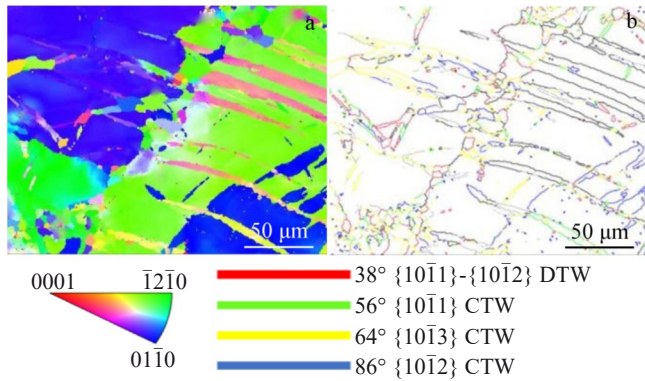 a
b
50 μm
50 μm
0001
1̅21̅0
011̅0
38° {101̅1}-{101̅2} DTW
56° {101̅1} CTW
64° {101̅3} CTW
86° {101̅2} CTW